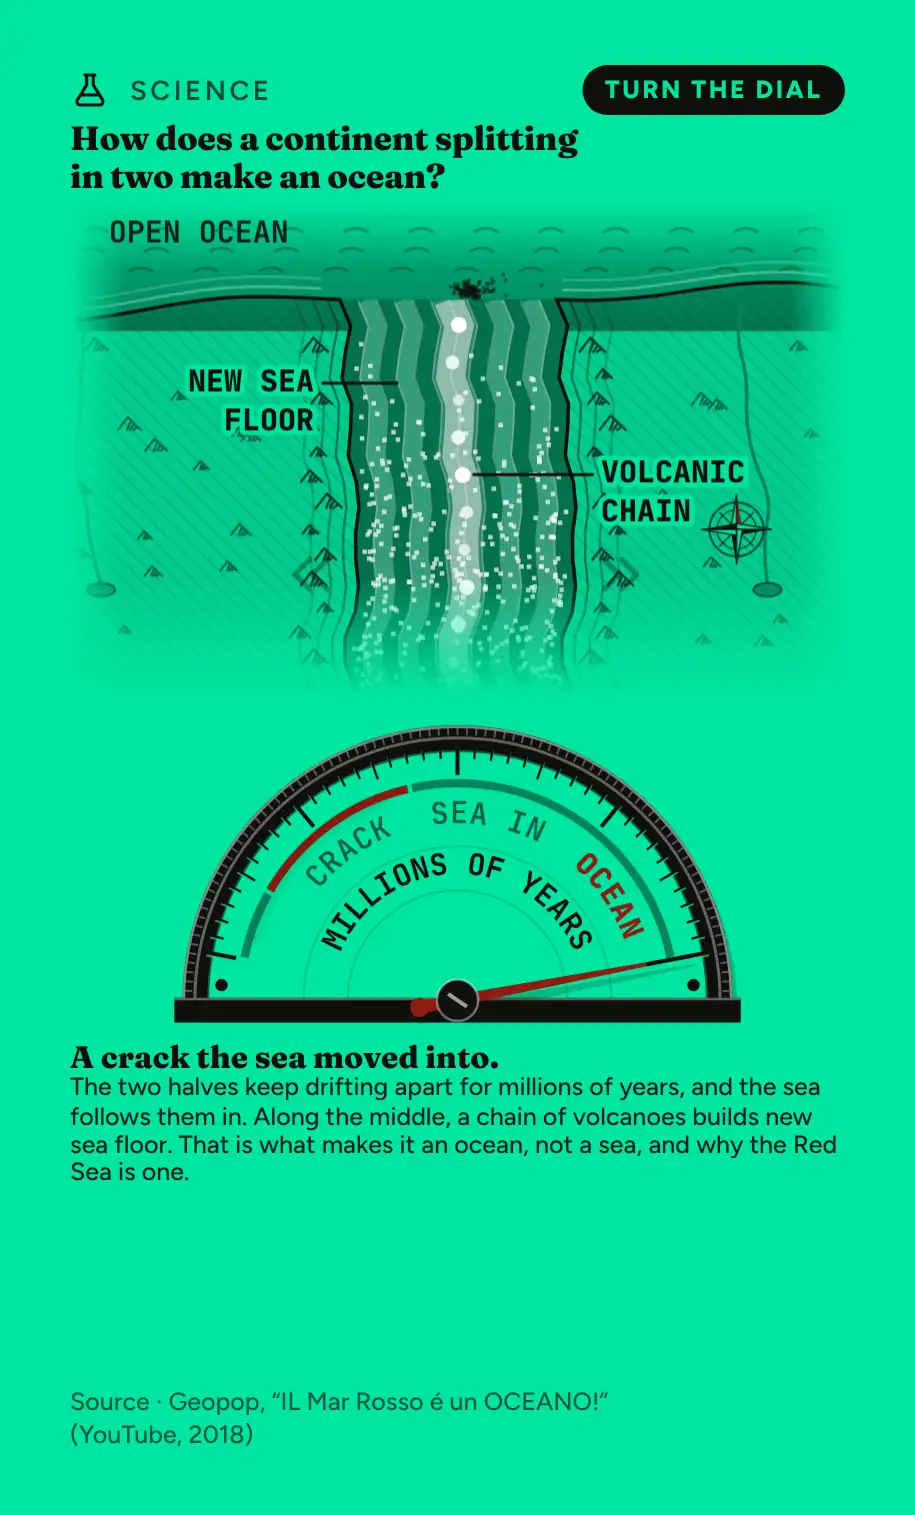 SCIENCE
TURN THE DIAL
How does a continent splitting
in two make an ocean?
OPEN OCEAN
NEW SEA
FLOOR
VOLCANIC
CHAIN
CRACK
SEA IN
OCEAN
MILLIONS OF YEARS
A crack the sea moved into.
The two halves keep drifting apart for millions of years, and the sea
follows them in. Along the middle, a chain of volcanoes builds new
sea floor. That is what makes it an ocean, not a sea, and why the Red
Sea is one.
Source · Geopop, “IL Mar Rosso é un OCEANO!”
(YouTube, 2018)